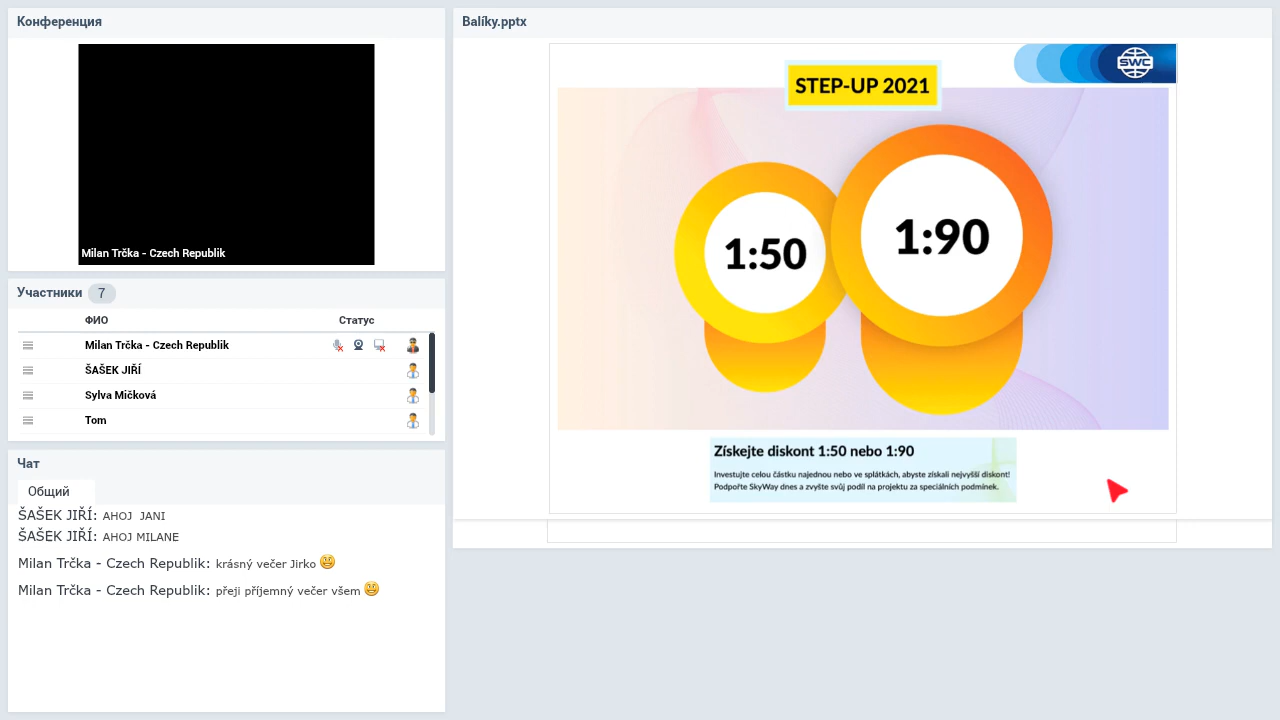 Конференция
Milan Trčka - Czech Republik
Участники 7
ФИО Статус
Milan Trčka - Czech Republik
ŠAŠEK JIŘÍ
Sylva Mičková
Tom
Чат
Общий
ŠAŠEK JIŘÍ: AHOJ JANI
ŠAŠEK JIŘÍ: AHOJ MILANE
Milan Trčka - Czech Republik: krásný večer Jirko
Milan Trčka - Czech Republik: přeji příjemný večer všem
Balíky.pptx
SWC
STEP-UP 2021
1:50
1:90
Získejte diskont 1:50 nebo 1:90
Investujte celou částku najednou nebo ve splátkách, abyste získali nejvyšší diskont!
Podpořte SkyWay dnes a zvyšte svůj podíl na projektu za speciálních podmínek.